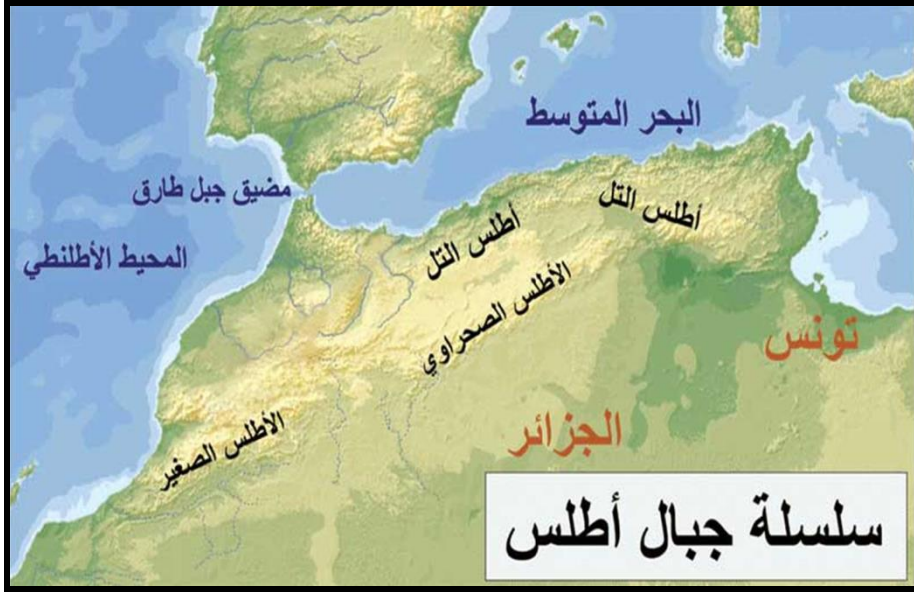 البحر المتوسط
مضيق جبل طارق
أطلس التل
أطلس التل
المحيط الأطلنطي
الأطلس الصحراوي
تونس
الجزائر
الأطلس الصغير
سلسلة جبال أطلس